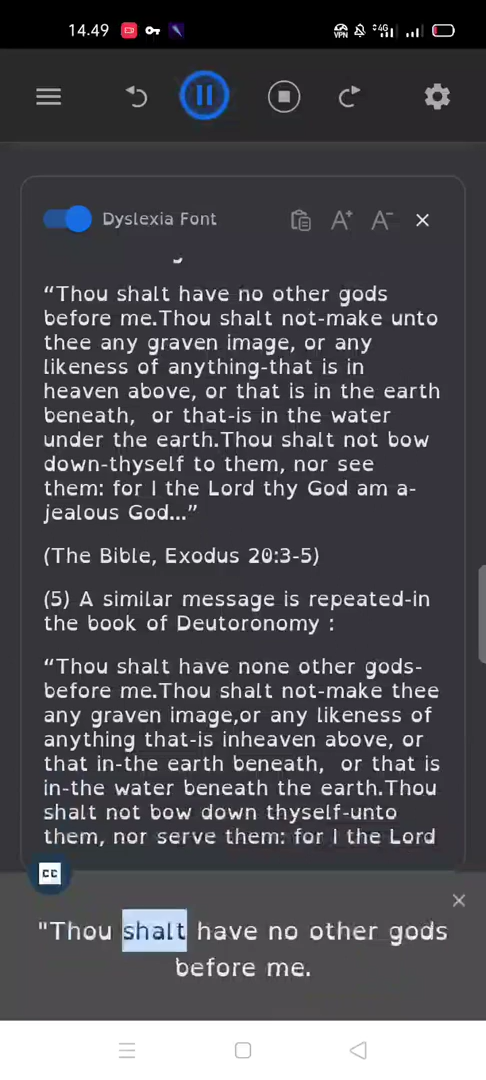 14.49
VPN
4G
Dyslexia Font
A+
A-
“Thou shalt have no other gods
before me.Thou shalt not-make unto
thee any graven image, or any
likeness of anything-that is in
heaven above, or that is in the earth
beneath, or that-is in the water
under the earth.Thou shalt not bow
down-thyself to them, nor see
them: for I the Lord thy God am a-
jealous God...”
(The Bible, Exodus 20:3-5)
(5) A similar message is repeated-in
the book of Deutoronomy :
“Thou shalt have none other gods-
before me.Thou shalt not-make thee
any graven image,or any likeness of
anything that-is inheaven above, or
that in-the earth beneath, or that is
in-the water beneath the earth.Thou
shalt not bow down thyself-unto
them, nor serve them: for I the Lord
CC
"Thou shalt have no other gods
before me.